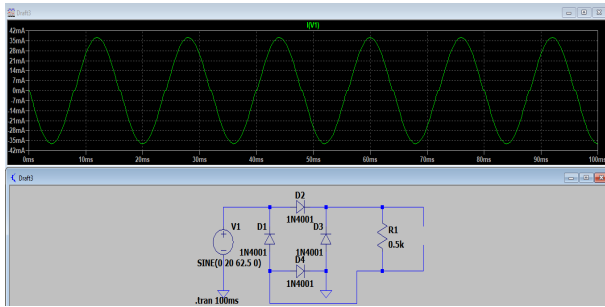 Draft3
I(V1)
42mA
35mA
28mA
21mA
14mA
7mA
0mA
-7mA
-14mA
-21mA
-28mA
-35mA
-42mA
0ms 10ms 20ms 30ms 40ms 50ms 60ms 70ms 80ms 90ms 100ms
Draft3
D2
1N4001
V1
D1
D3
R1
0.5k
1N4001
1N4001
D4
SINE(0 20 62.5 0)
1N4001
.tran 100ms